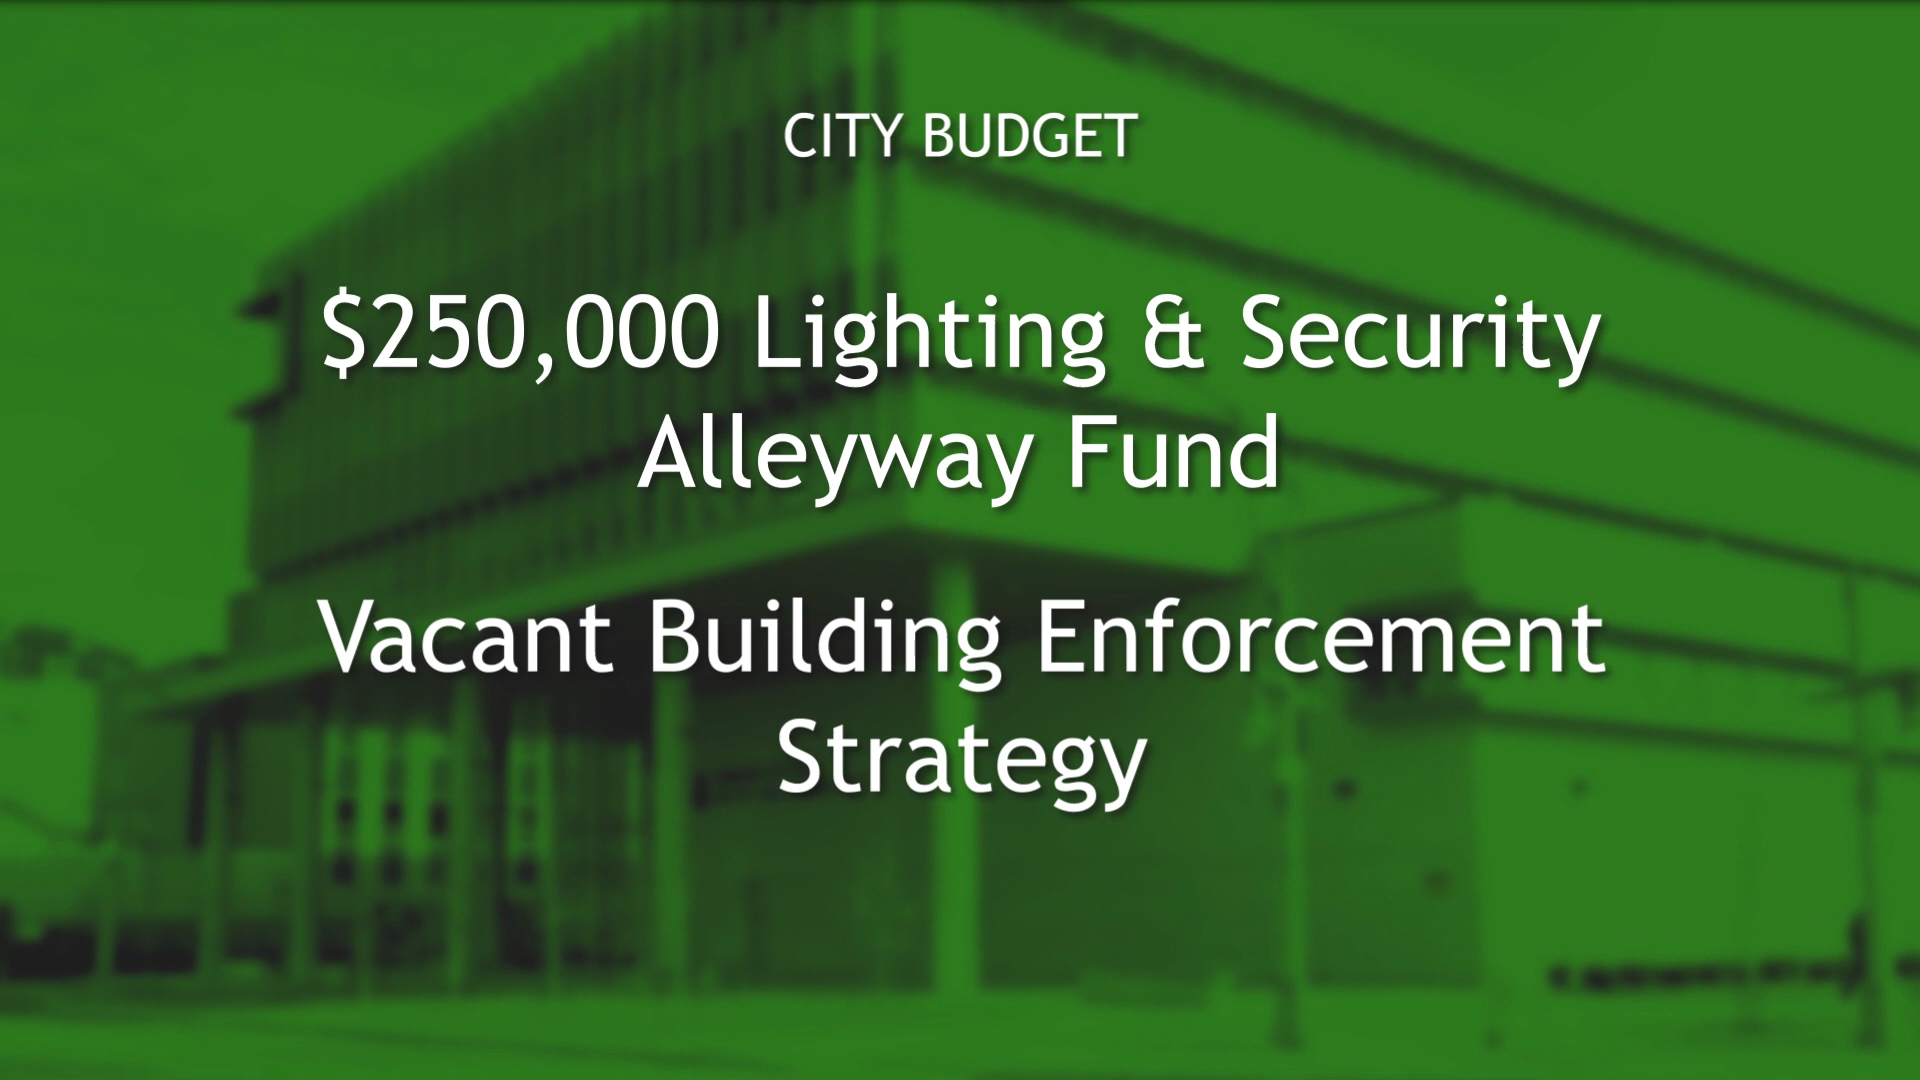 CITY BUDGET
$250,000 Lighting & Security
Alleyway Fund
Vacant Building Enforcement
Strategy